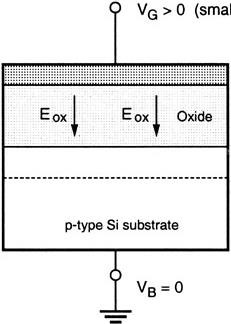 V_G > 0 (smal
E_ox E_ox Oxide
p-type Si substrate
V_B = 0